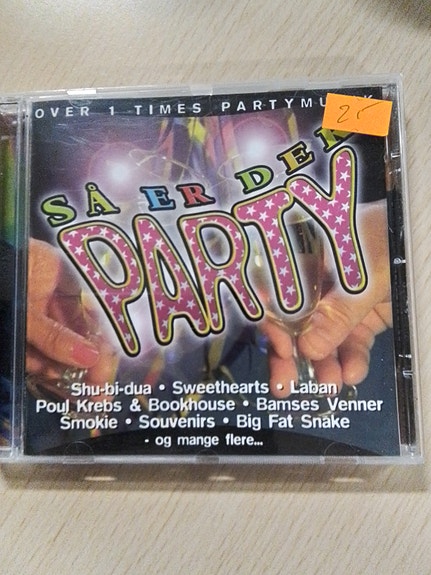 OVER 1 TIMES PARTYMUSIK
25
SÅ ER DER
PARTY
Shu-bi-dua • Sweethearts • Laban
Poul Krebs & Bookhouse • Bamses Venner
Smokie • Souvenirs • Big Fat Snake
- og mange flere...